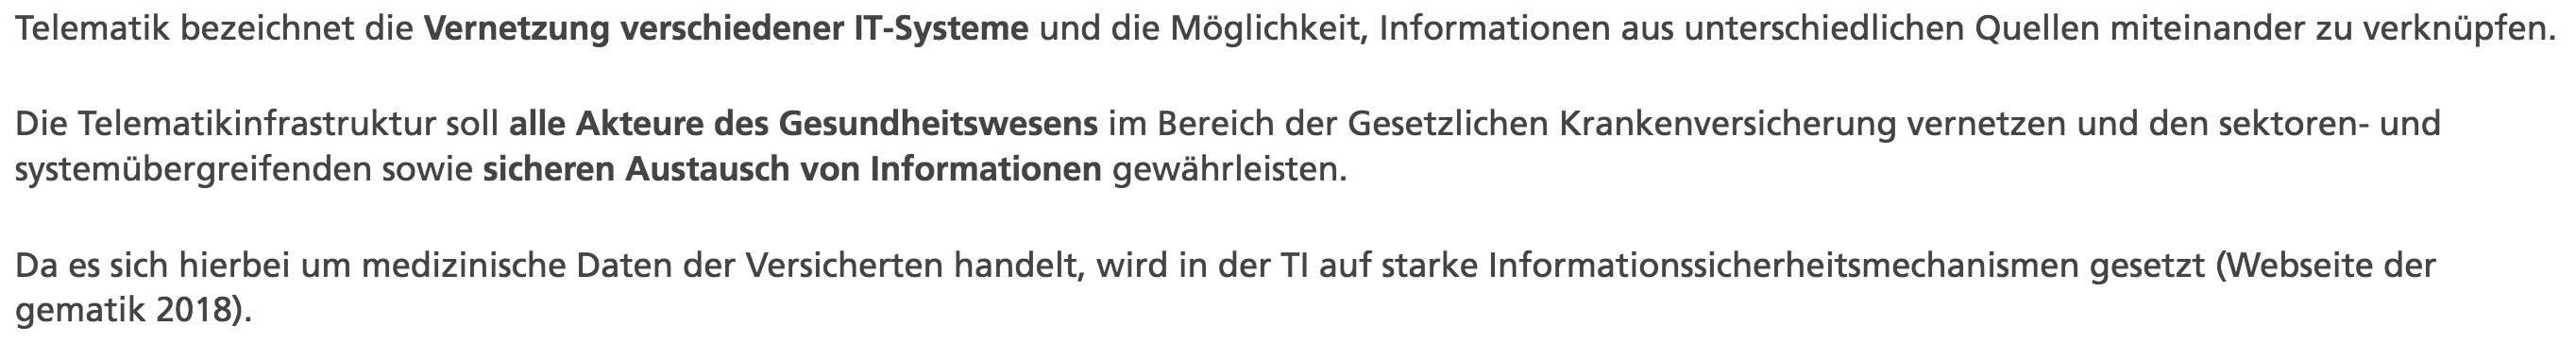 Telematik bezeichnet die Vernetzung verschiedener IT-Systeme und die Möglichkeit, Informationen aus unterschiedlichen Quellen miteinander zu verknüpfen.
Die Telematikinfrastruktur soll alle Akteure des Gesundheitswesens im Bereich der Gesetzlichen Krankenversicherung vernetzen und den sektoren- und
systemübergreifenden sowie sicheren Austausch von Informationen gewährleisten.
Da es sich hierbei um medizinische Daten der Versicherten handelt, wird in der TI auf starke Informationssicherheitsmechanismen gesetzt (Webseite der
gematik 2018).